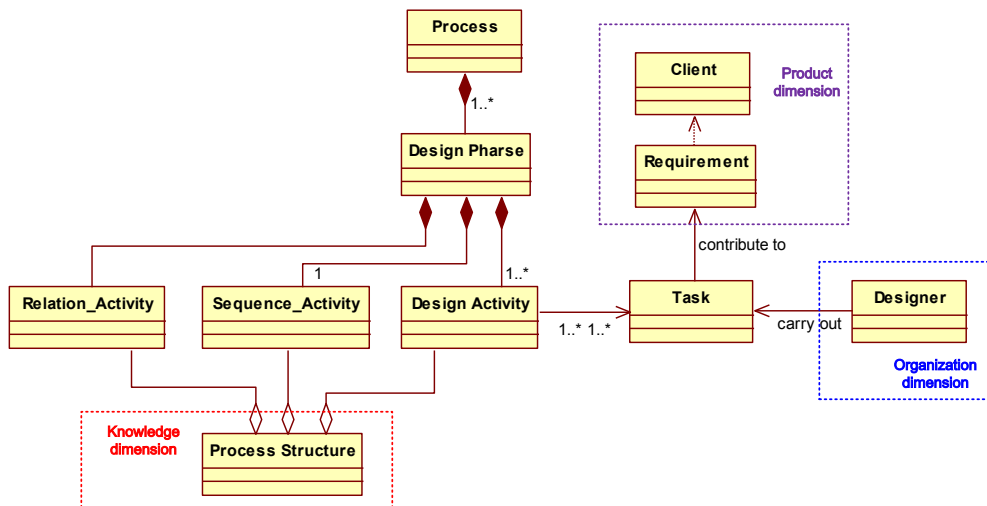 Process
1..*
Design Pharse
Client
Product
dimension
Requirement
contribute to
1
1..*
Relation_Activity
Sequence_Activity
Design Activity
1..* 1..*
Task
carry out
Designer
Organization
dimension
Knowledge
dimension
Process Structure